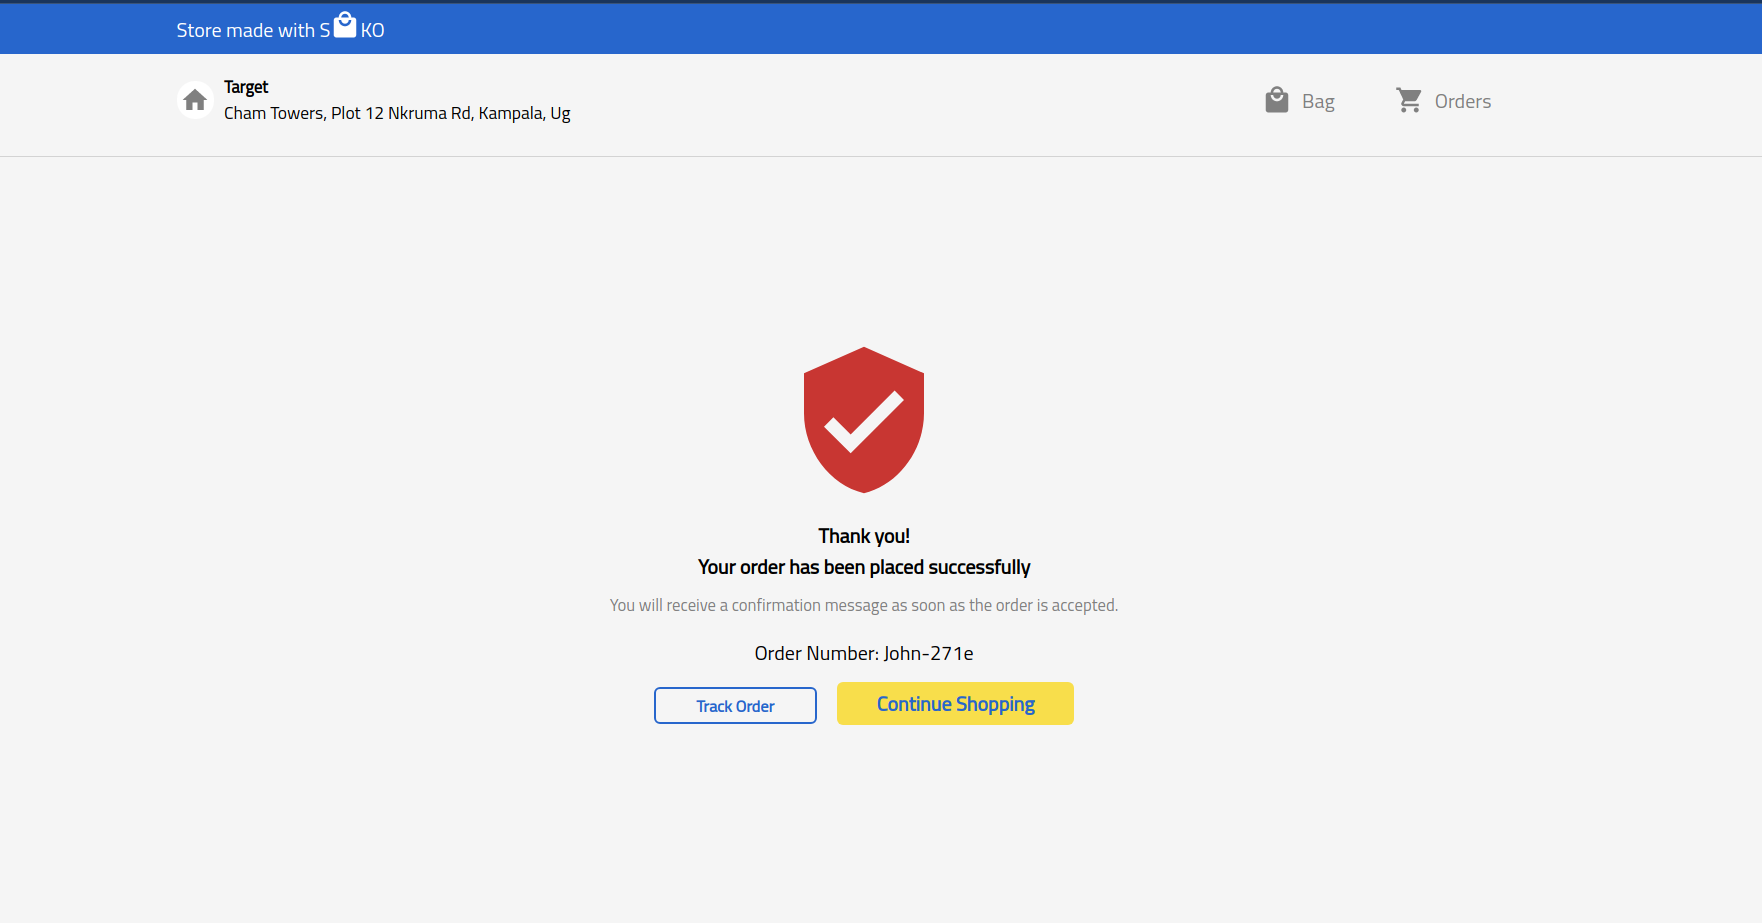 Store made with S KO
Target
Cham Towers, Plot 12 Nkruma Rd, Kampala, Ug
Bag
Orders
Thank you!
Your order has been placed successfully
You will receive a confirmation message as soon as the order is accepted.
Order Number: John-271e
Track Order
Continue Shopping